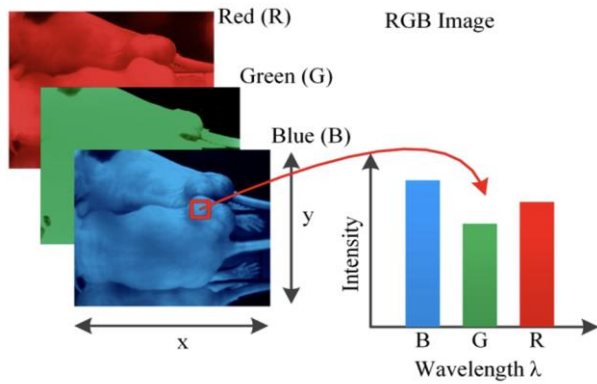 Red (R)
RGB Image
Green (G)
Blue (B)
y
x
Intensity
B G R
Wavelength λ